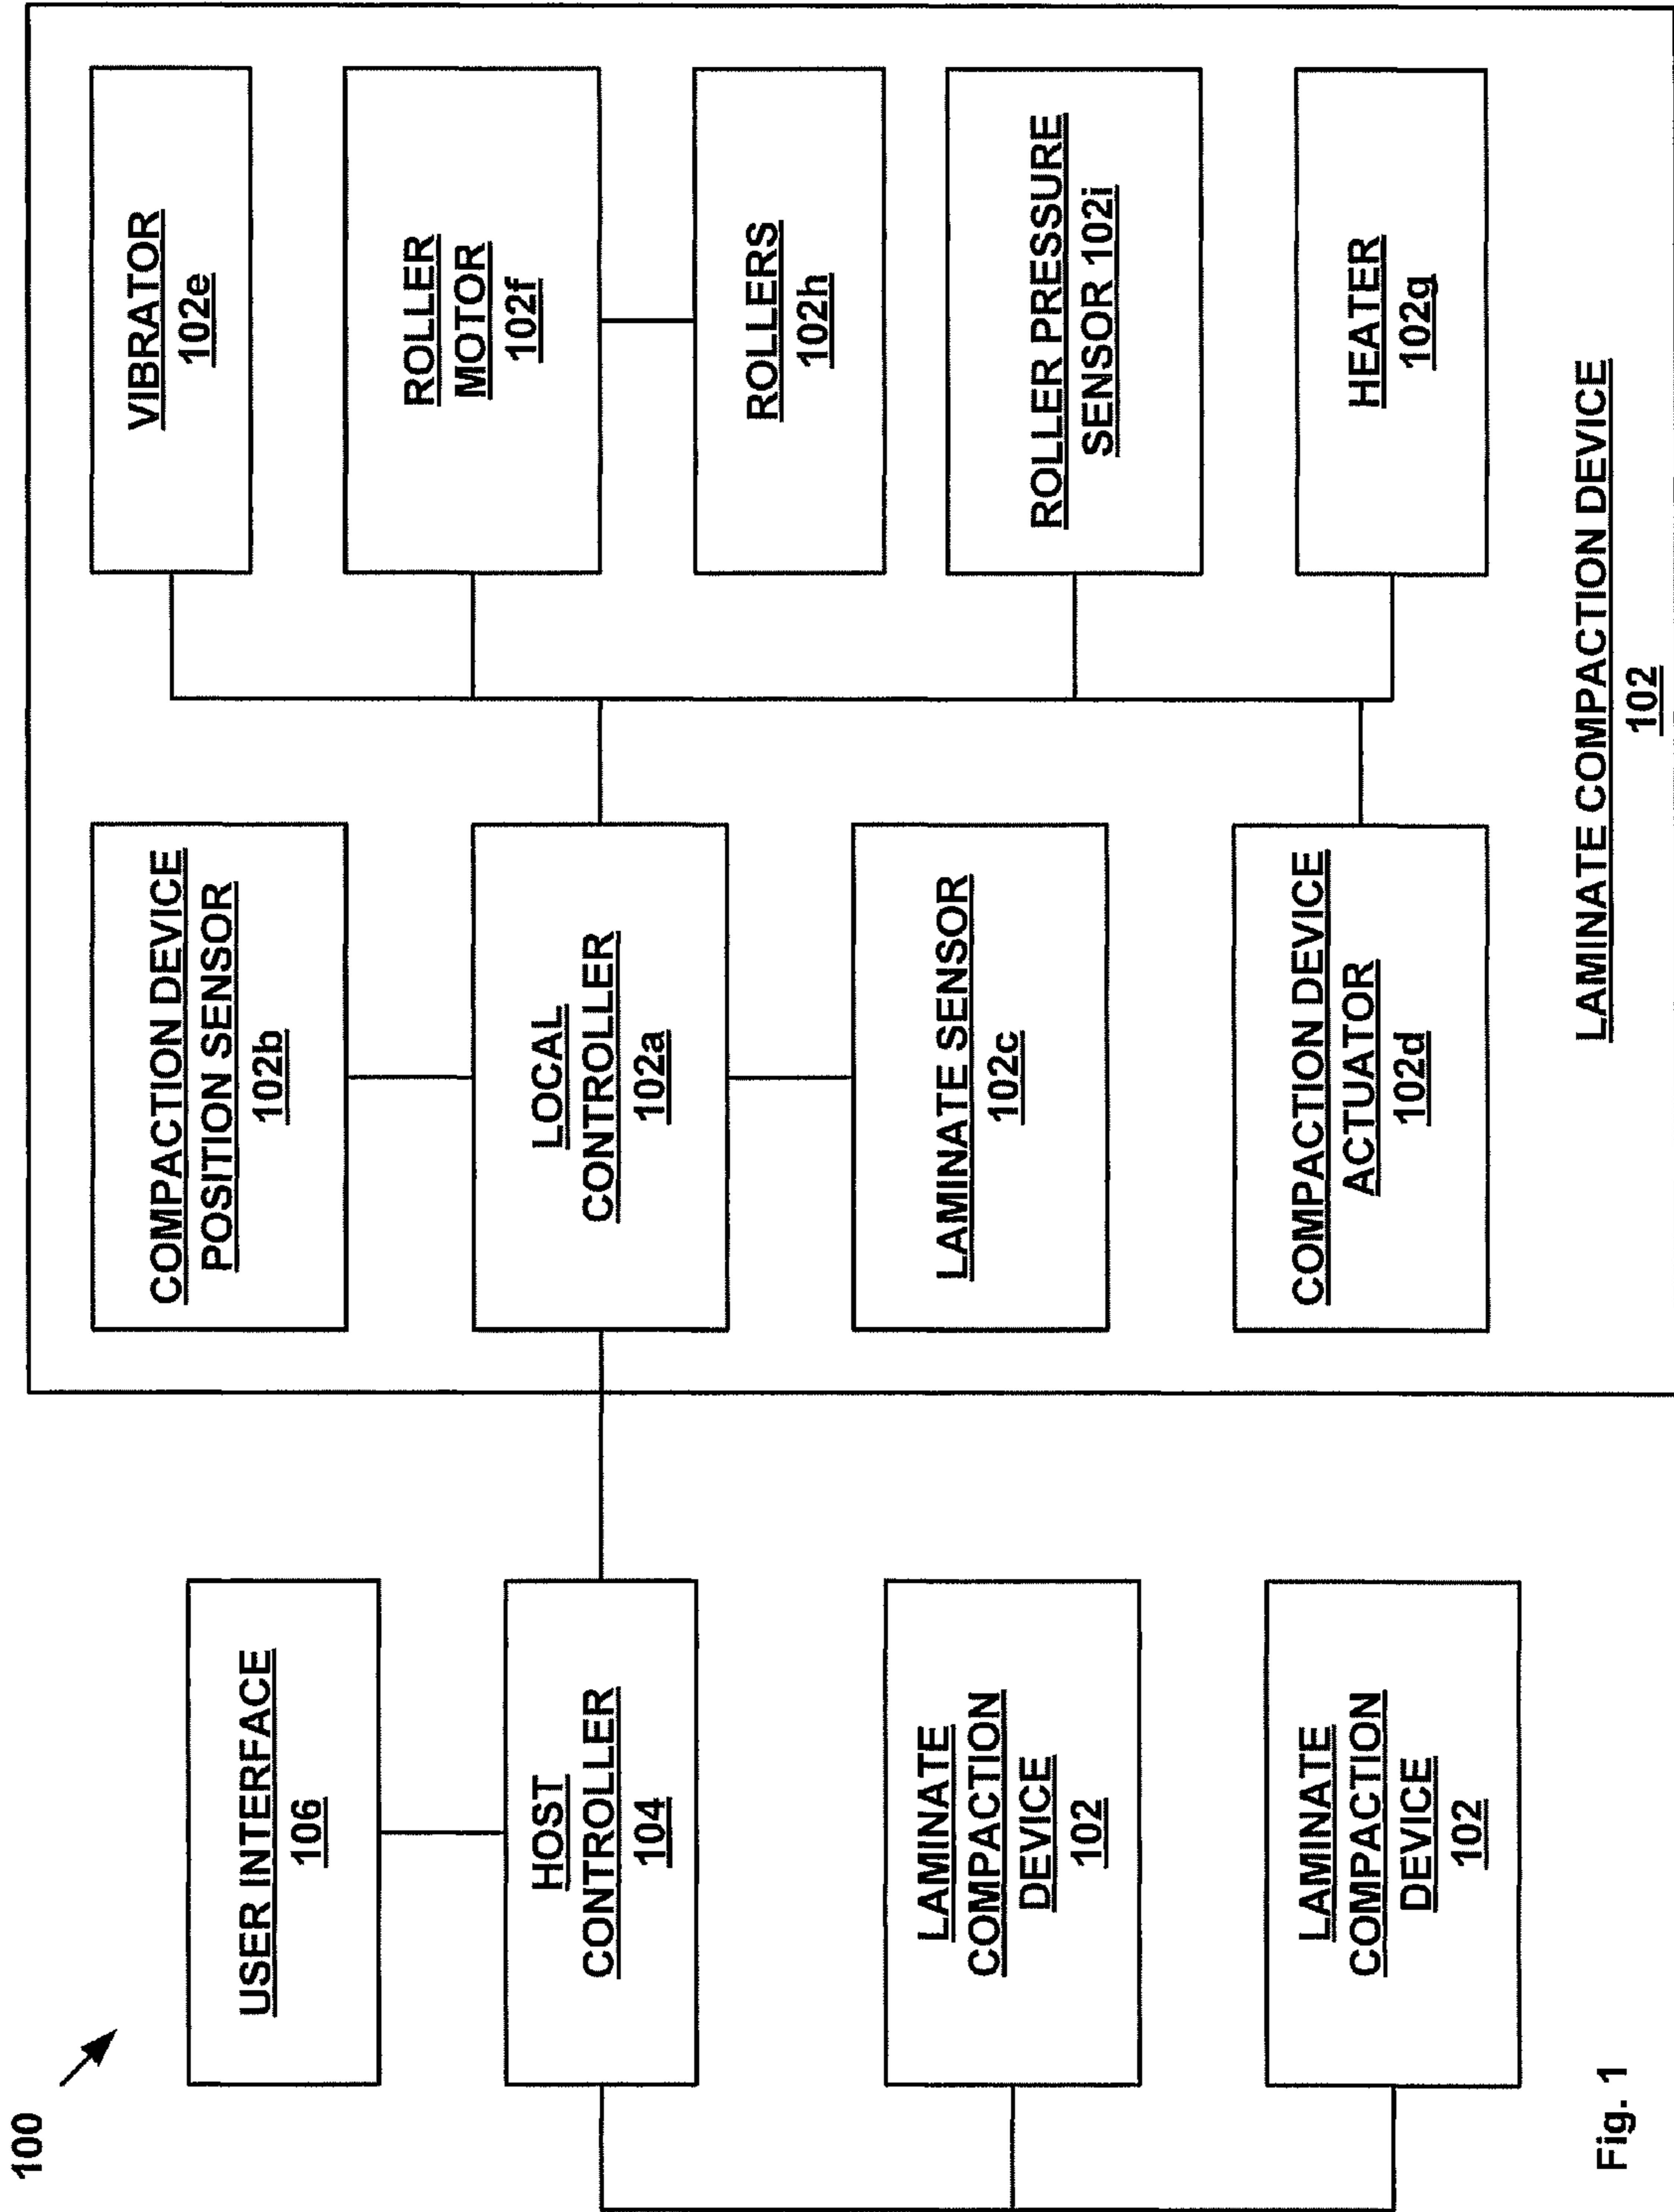 100
USER INTERFACE
106
HOST
CONTROLLER
104
LAMINATE
COMPACTION
DEVICE
102
LAMINATE
COMPACTION
DEVICE
102
COMPACTION DEVICE
POSITION SENSOR
102b
LOCAL
CONTROLLER
102a
LAMINATE SENSOR
102c
COMPACTION DEVICE
ACTUATOR
102d
VIBRATOR
102e
ROLLER
MOTOR
102f
ROLLERS
102h
ROLLER PRESSURE
SENSOR 102i
HEATER
102g
LAMINATE COMPACTION DEVICE
102
Fig. 1